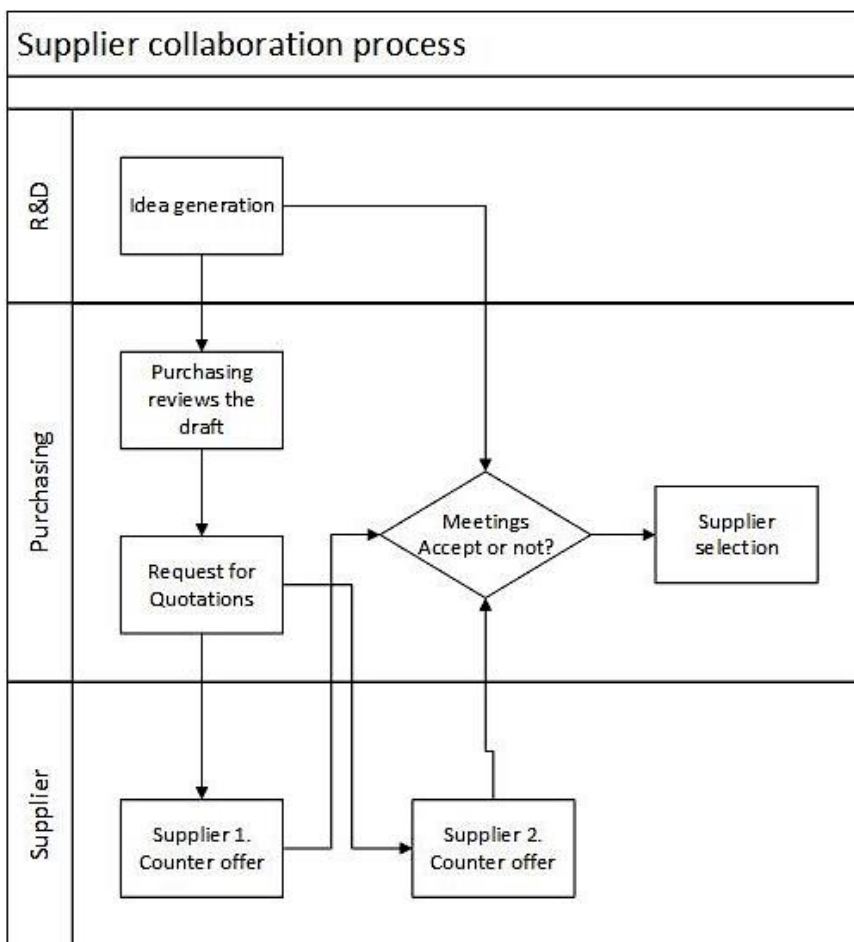 Supplier collaboration process
R&D
Idea generation
Purchasing
Purchasing
reviews the
draft
Request for
Quotations
Meetings
Accept or not?
Supplier
selection
Supplier
Supplier 1.
Counter offer
Supplier 2.
Counter offer